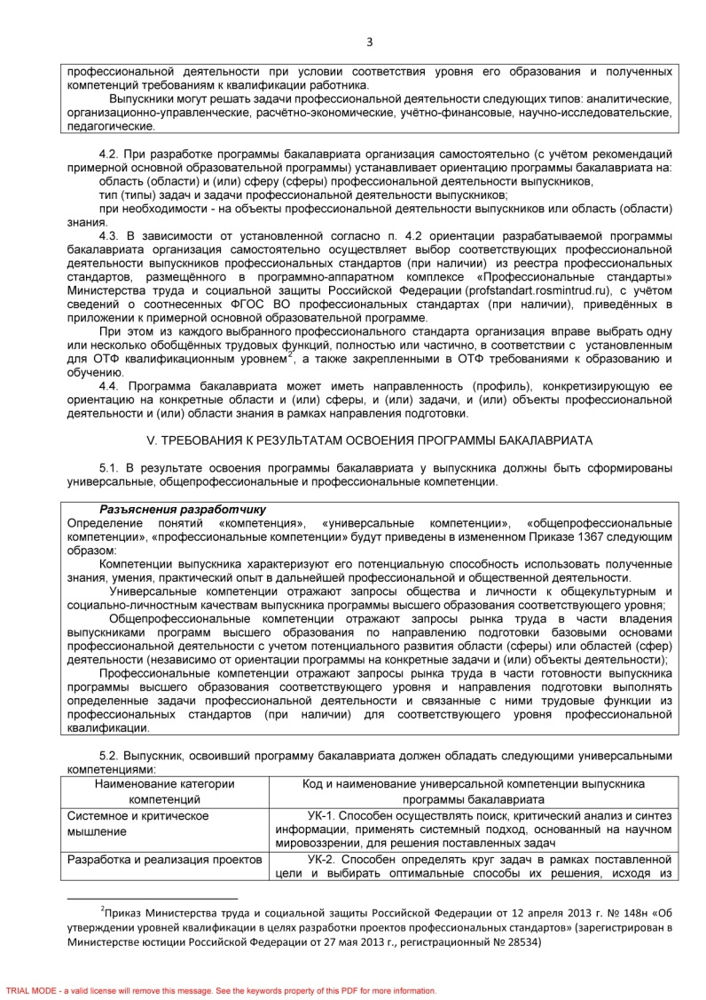 3
профессиональной деятельности при условии соответствия уровня его образования и полученных
компетенций требованиям к квалификации работника.
Выпускники могут решать задачи профессиональной деятельности следующих типов: аналитические,
организационно-управленческие, расчётно-экономические, учётно-финансовые, научно-исследовательские,
педагогические.
4.2. При разработке программы бакалавриата организация самостоятельно (с учётом рекомендаций
примерной основной образовательной программы) устанавливает ориентацию программы бакалавриата на:
область (области) и (или) сферу (сферы) профессиональной деятельности выпускников,
тип (типы) задач и задачи профессиональной деятельности выпускников;
при необходимости - на объекты профессиональной деятельности выпускников или область (области)
знания.
4.3. В зависимости от установленной согласно п. 4.2 ориентации разрабатываемой программы
бакалавриата организация самостоятельно осуществляет выбор соответствующих профессиональной
деятельности выпускников профессиональных стандартов (при наличии) из реестра профессиональных
стандартов, размещённого в программно-аппаратном комплексе «Профессиональные стандарты»
Министерства труда и социальной защиты Российской Федерации (profstandart.rosmintrud.ru), с учётом
сведений о соотнесенных ФГОС ВО профессиональных стандартах (при наличии), приведённых в
приложении к примерной основной образовательной программе.
При этом из каждого выбранного профессионального стандарта организация вправе выбрать одну
или несколько обобщённых трудовых функций, полностью или частично, в соответствии с установленным
для ОТФ квалификационным уровнем2, а также закрепленными в ОТФ требованиями к образованию и
обучению.
4.4. Программа бакалавриата может иметь направленность (профиль), конкретизирующую ее
ориентацию на конкретные области и (или) сферы, и (или) задачи, и (или) объекты профессиональной
деятельности и (или) области знания в рамках направления подготовки.
V. ТРЕБОВАНИЯ К РЕЗУЛЬТАТАМ ОСВОЕНИЯ ПРОГРАММЫ БАКАЛАВРИАТА
5.1. В результате освоения программы бакалавриата у выпускника должны быть сформированы
универсальные, общепрофессиональные и профессиональные компетенции.
Разъяснения разработчику
Определение понятий «компетенция», «универсальные компетенции», «общепрофессиональные
компетенции», «профессиональные компетенции» будут приведены в измененном Приказе 1367 следующим
образом:
Компетенции выпускника характеризуют его потенциальную способность использовать полученные
знания, умения, практический опыт в дальнейшей профессиональной и общественной деятельности.
Универсальные компетенции отражают запросы общества и личности к общекультурным и
социально-личностным качествам выпускника программы высшего образования соответствующего уровня;
Общепрофессиональные компетенции отражают запросы рынка труда в части владения
выпускниками программ высшего образования по направлению подготовки базовыми основами
профессиональной деятельности с учетом потенциального развития области (сферы) или областей (сфер)
деятельности (независимо от ориентации программы на конкретные задачи и (или) объекты деятельности);
Профессиональные компетенции отражают запросы рынка труда в части готовности выпускника
программы высшего образования соответствующего уровня и направления подготовки выполнять
определенные задачи профессиональной деятельности и связанные с ними трудовые функции из
профессиональных стандартов (при наличии) для соответствующего уровня профессиональной
квалификации.
5.2. Выпускник, освоивший программу бакалавриата должен обладать следующими универсальными
компетенциями:
Наименование категории
компетенций
Код и наименование универсальной компетенции выпускника
программы бакалавриата
Системное и критическое
мышление
УК-1. Способен осуществлять поиск, критический анализ и синтез
информации, применять системный подход, основанный на научном
мировоззрении, для решения поставленных задач
Разработка и реализация проектов
УК-2. Способен определять круг задач в рамках поставленной
цели и выбирать оптимальные способы их решения, исходя из
2Приказ Министерства труда и социальной защиты Российской Федерации от 12 апреля 2013 г. № 148н «Об
утверждении уровней квалификации в целях разработки проектов профессиональных стандартов» (зарегистрирован в
Министерстве юстиции Российской Федерации от 27 мая 2013 г., регистрационный № 28534)
TRIAL MODE - a valid license will remove this message. See the keywords property of this PDF for more information.